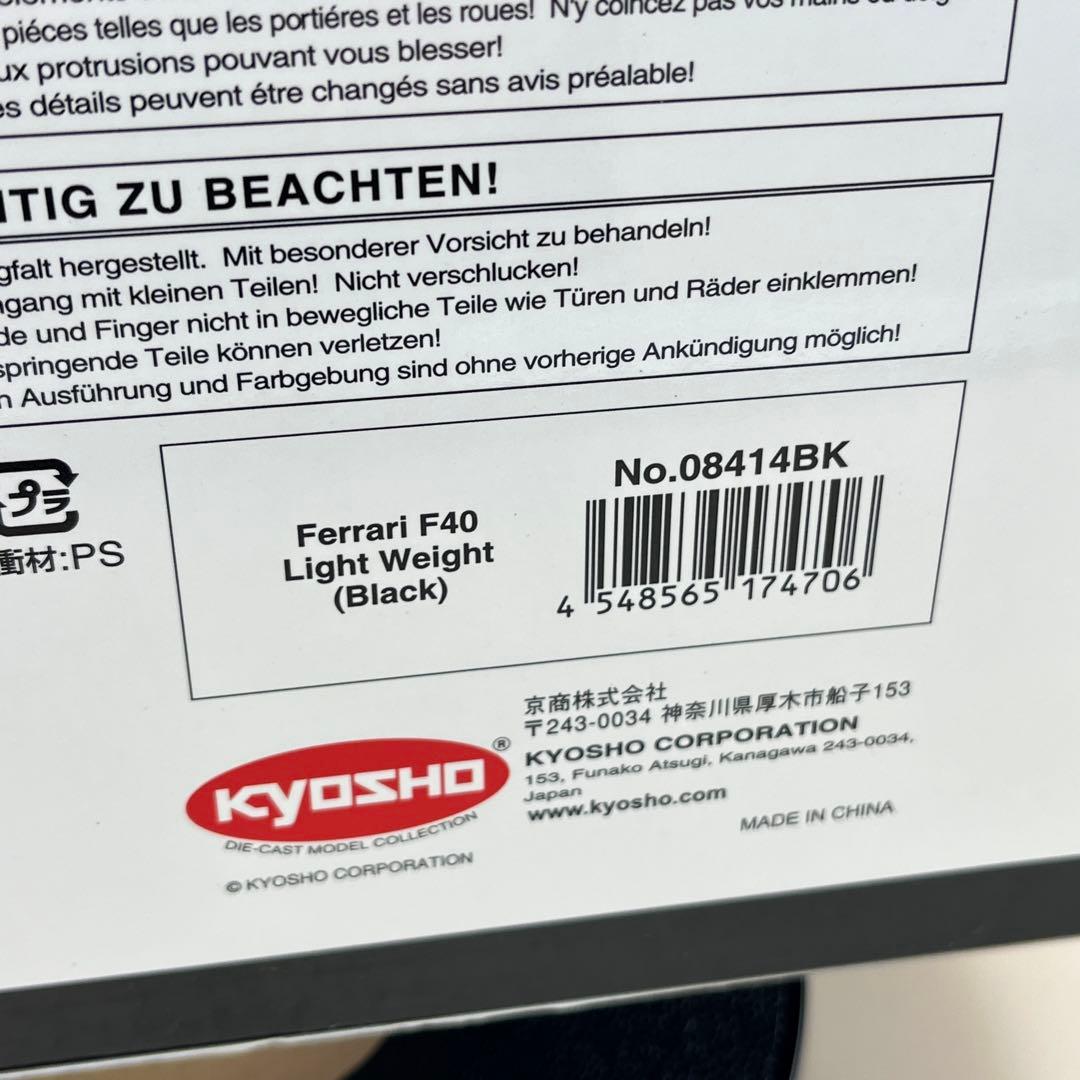 piéces telles que les portiéres et les roues! N'y coincez pas vos mains ou
ux protrusions pouvant vous blesser!
es détails peuvent étre changés sans avis préalable!
ITIG ZU BEACHTEN!
gfalt hergestellt. Mit besonderer Vorsicht zu behandeln!
gang mit kleinen Teilen! Nicht verschlucken!
de und Finger nicht in bewegliche Teile wie Türen und Räder einklemmen!
springende Teile können verletzen!
n Ausführung und Farbgebung sind ohne vorherige Ankündigung möglich!
プラ
衝材:PS
Ferrari F40
Light Weight
(Black)
No.08414BK
4 548565 174706
京商株式会社
〒243-0034 神奈川県厚木市船子153
KYOSHO CORPORATION
153, Funako Atsugi, Kanagawa 243-0034,
Japan
www.kyosho.com
MADE IN CHINA
KYOSHO®
DIE-CAST MODEL COLLECTION
© KYOSHO CORPORATION